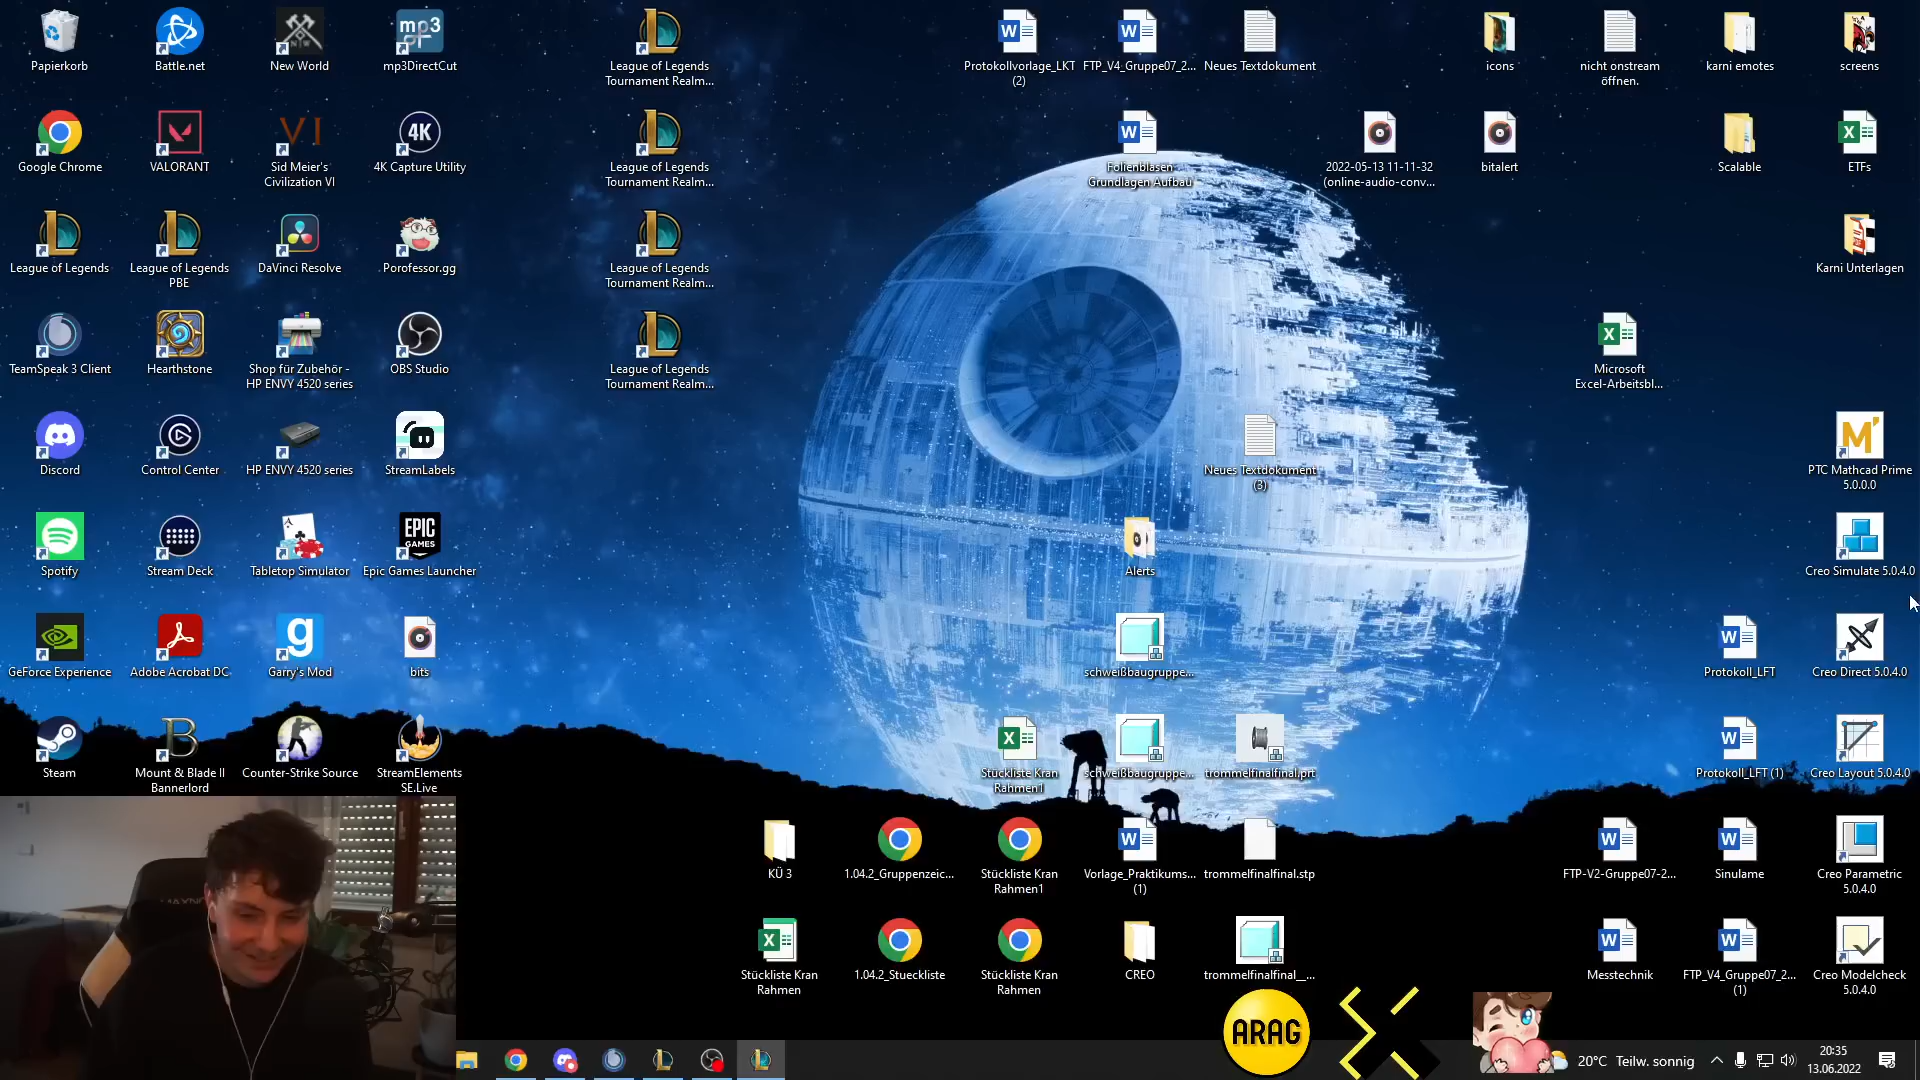 Papierkorb
Battle.net
New World
mp3
mp3DirectCut
League of Legends
Tournament Realm...
Protokollvorlage_LKT
(2)
FTP_V4_Gruppe07_2...
Neues Textdokument
icons
nicht onstream
öffnen.
karni emotes
screens
Google Chrome
VALORANT
VI
Sid Meier's
Civilization VI
4K
4K Capture Utility
League of Legends
Tournament Realm...
Folienblasen
Grundlagen Aufbau
2022-05-13 11-11-32
(online-audio-conv...
bitalert
Scalable
ETFs
League of Legends
League of Legends
PBE
DaVinci Resolve
Porofessor.gg
League of Legends
Tournament Realm...
Karni Unterlagen
TeamSpeak 3 Client
Hearthstone
Shop für Zubehör -
HP ENVY 4520 series
OBS Studio
League of Legends
Tournament Realm...
Microsoft
Excel-Arbeitsbl...
Discord
Control Center
HP ENVY 4520 series
StreamLabels
Neues Textdokument
(3)
PTC Mathcad Prime
5.0.0.0
Spotify
Stream Deck
Tabletop Simulator
EPIC
GAMES
Epic Games Launcher
Alerts
Creo Simulate 5.0.4.0
GeForce Experience
Adobe Acrobat DC
Garry's Mod
bits
schweißbaugruppe...
Protokoll_LFT
Creo Direct 5.0.4.0
Steam
Mount & Blade II
Bannerlord
Counter-Strike Source
StreamElements
SE.Live
Stückliste Kran
Rahmen1
schweißbaugruppe...
trommelfinalfinal.prt
Protokoll_LFT (1)
Creo Layout 5.0.4.0
KÜ 3
1.04.2_Gruppenzeic...
Stückliste Kran
Rahmen1
Vorlage_Praktikums...
(1)
trommelfinalfinal.stp
FTP-V2-Gruppe07-2...
Sinulame
Creo Parametric
5.0.4.0
Stückliste Kran
Rahmen
1.04.2_Stueckliste
Stückliste Kran
Rahmen
CREO
trommelfinalfinal__...
Messtechnik
FTP_V4_Gruppe07_2...
(1)
Creo Modelcheck
5.0.4.0
ARAG
20°C Teilw. sonnig
20:35
13.06.2022